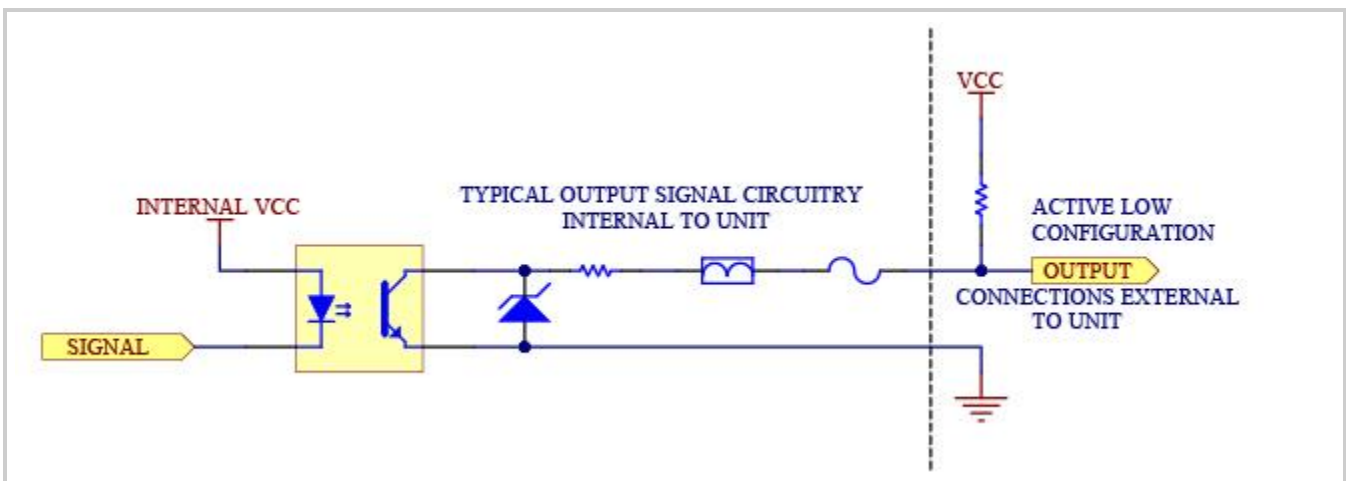 VCC
INTERNAL VCC
TYPICAL OUTPUT SIGNAL CIRCUITRY
INTERNAL TO UNIT
ACTIVE LOW
CONFIGURATION
OUTPUT
CONNECTIONS EXTERNAL
TO UNIT
SIGNAL